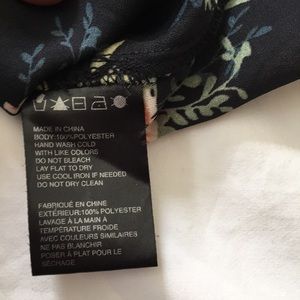 MADE IN CHINA
BODY:100% POLYESTER
HAND WASH COLD
WITH LIKE COLORS
DO NOT BLEACH
LAY FLAT TO DRY
USE COOL IRON IF NEEDED
DO NOT DRY CLEAN
FABRIQUÉ EN CHINE
EXTÉRIEUR:100% POLYESTER
LAVAGE À LA MAIN À
TEMPÉRATURE FROIDE
AVEC COULEURS SIMILAIRES
NE PAS BLANCHIR
POSER À PLAT POUR LE
SÉCHAGE